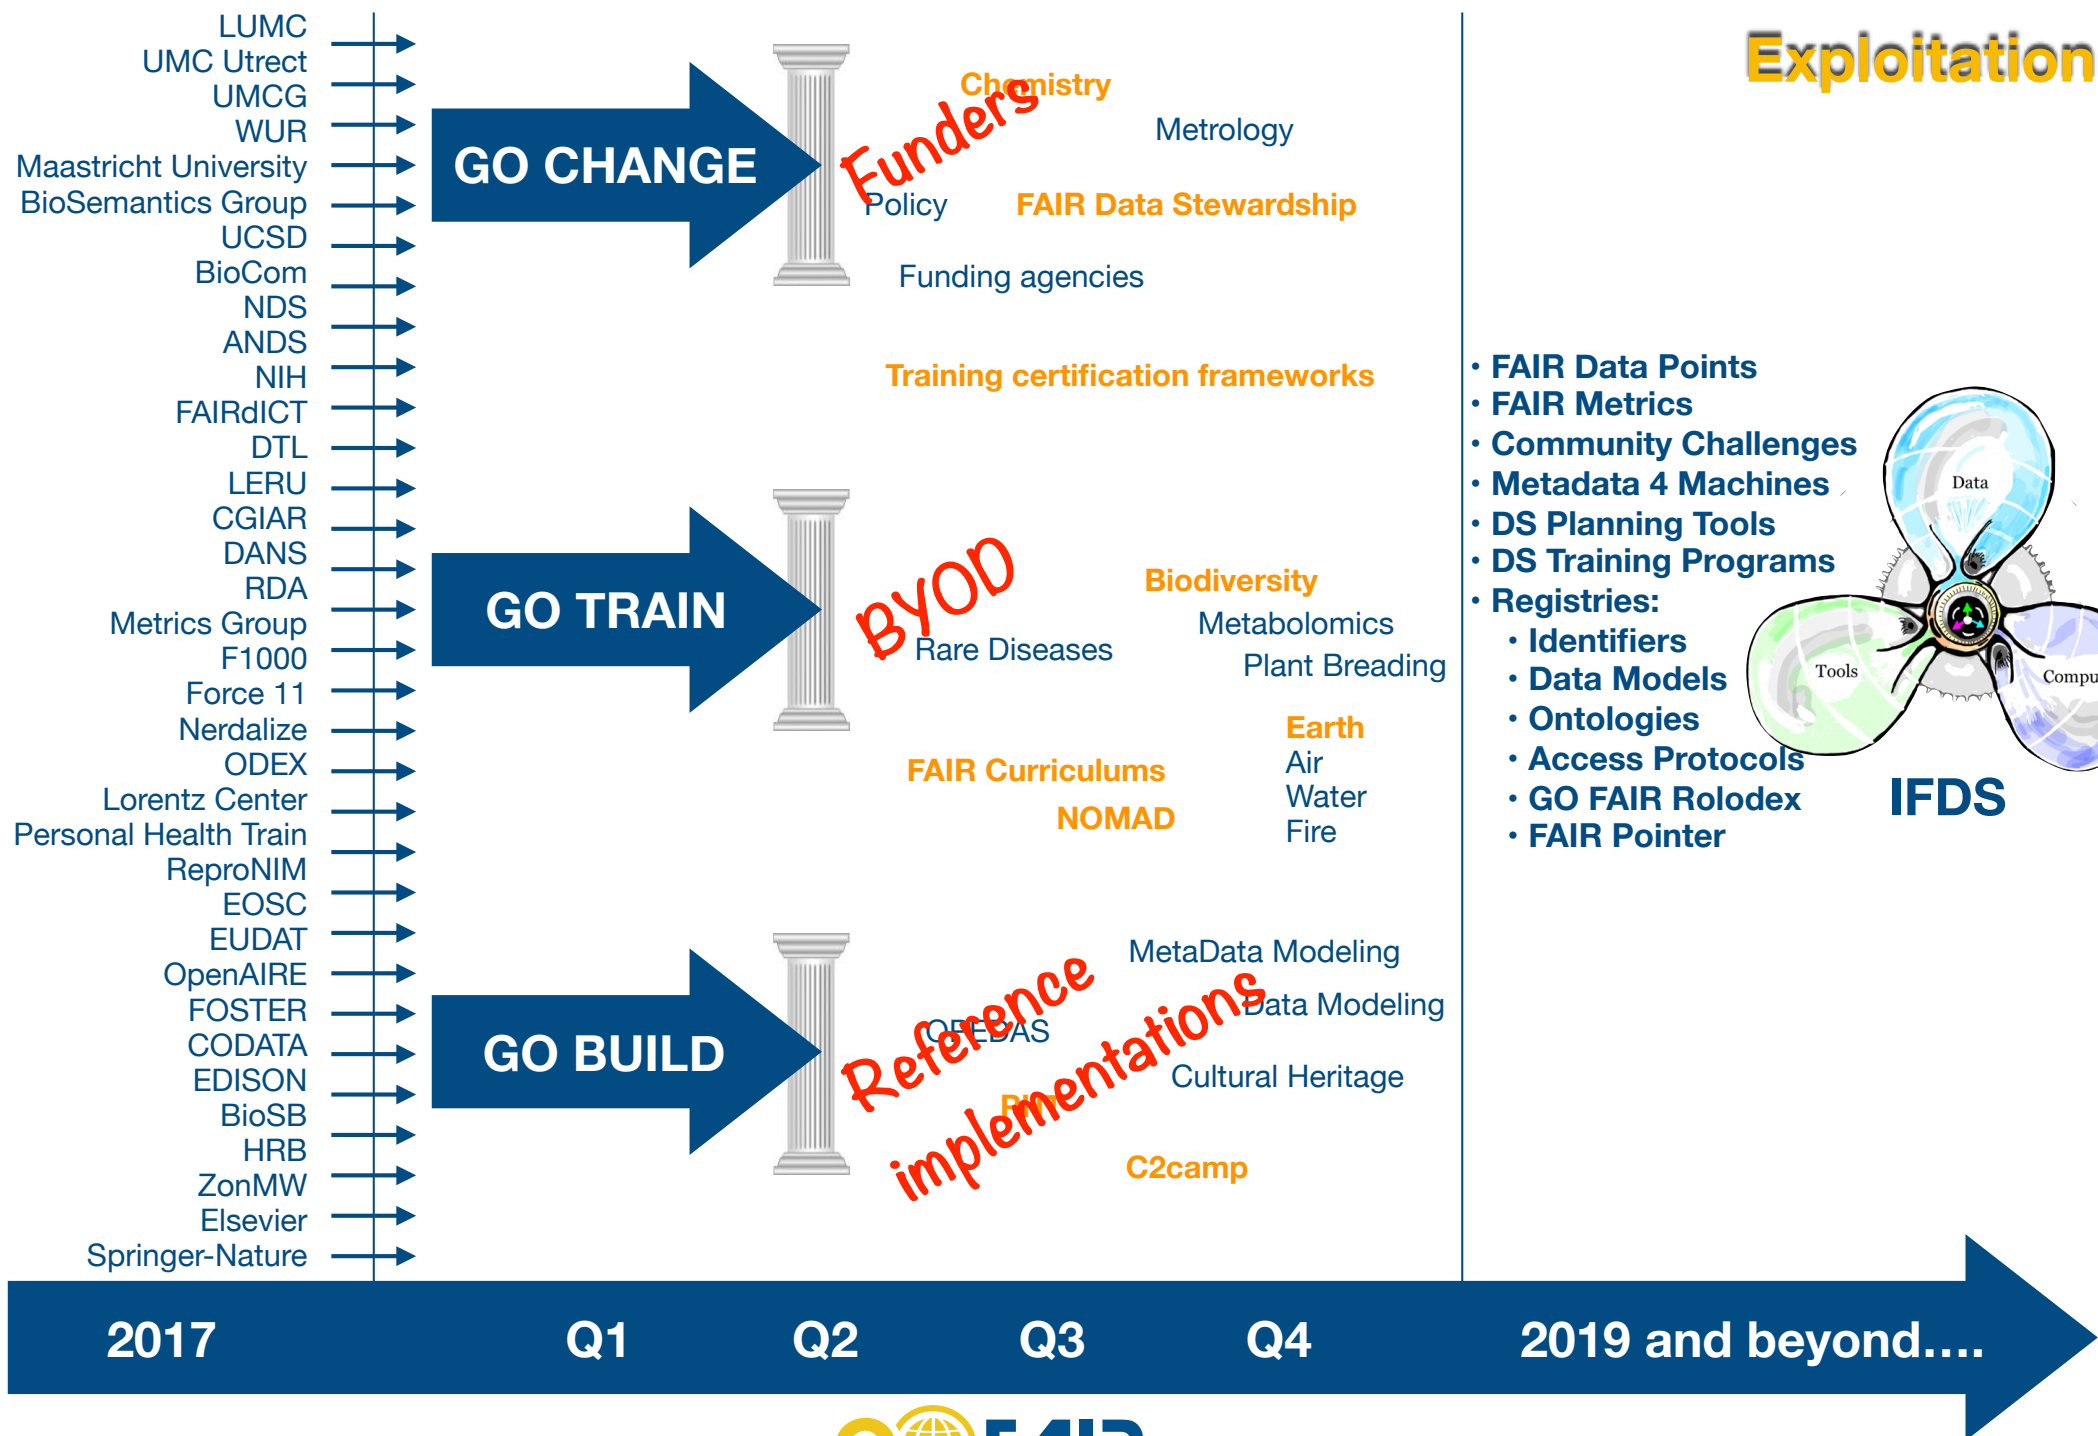 LUMC
UMC Utrect
UMCG
WUR
Maastricht University
BioSemantics Group
UCSD
BioCom
NDS
ANDS
NIH
FAIRdICT
DTL
LERU
CGIAR
DANS
RDA
Metrics Group
F1000
Force 11
Nerdalize
ODEX
Lorentz Center
Personal Health Train
ReproNIM
EOSC
EUDAT
OpenAIRE
FOSTER
CODATA
EDISON
BioSB
HRB
ZonMW
Elsevier
Springer-Nature
GO CHANGE
Funders
Chemistry
Metrology
Policy
FAIR Data Stewardship
Funding agencies
Training certification frameworks
GO TRAIN
BYOD
Biodiversity
Metabolomics
Rare Diseases
Plant Breading
Earth
Air
Water
Fire
FAIR Curriculums
NOMAD
GO BUILD
Reference
implementations
MetaData Modeling
Data Modeling
Cultural Heritage
C2camp
Exploitation
• FAIR Data Points
• FAIR Metrics
• Community Challenges
• Metadata 4 Machines
• DS Planning Tools
• DS Training Programs
• Registries:
• Identifiers
• Data Models
• Ontologies
• Access Protocols
• GO FAIR Rolodex
• FAIR Pointer
Data
Tools
Compu
IFDS
2017
Q1
Q2
Q3
Q4
2019 and beyond....
GO FAIR